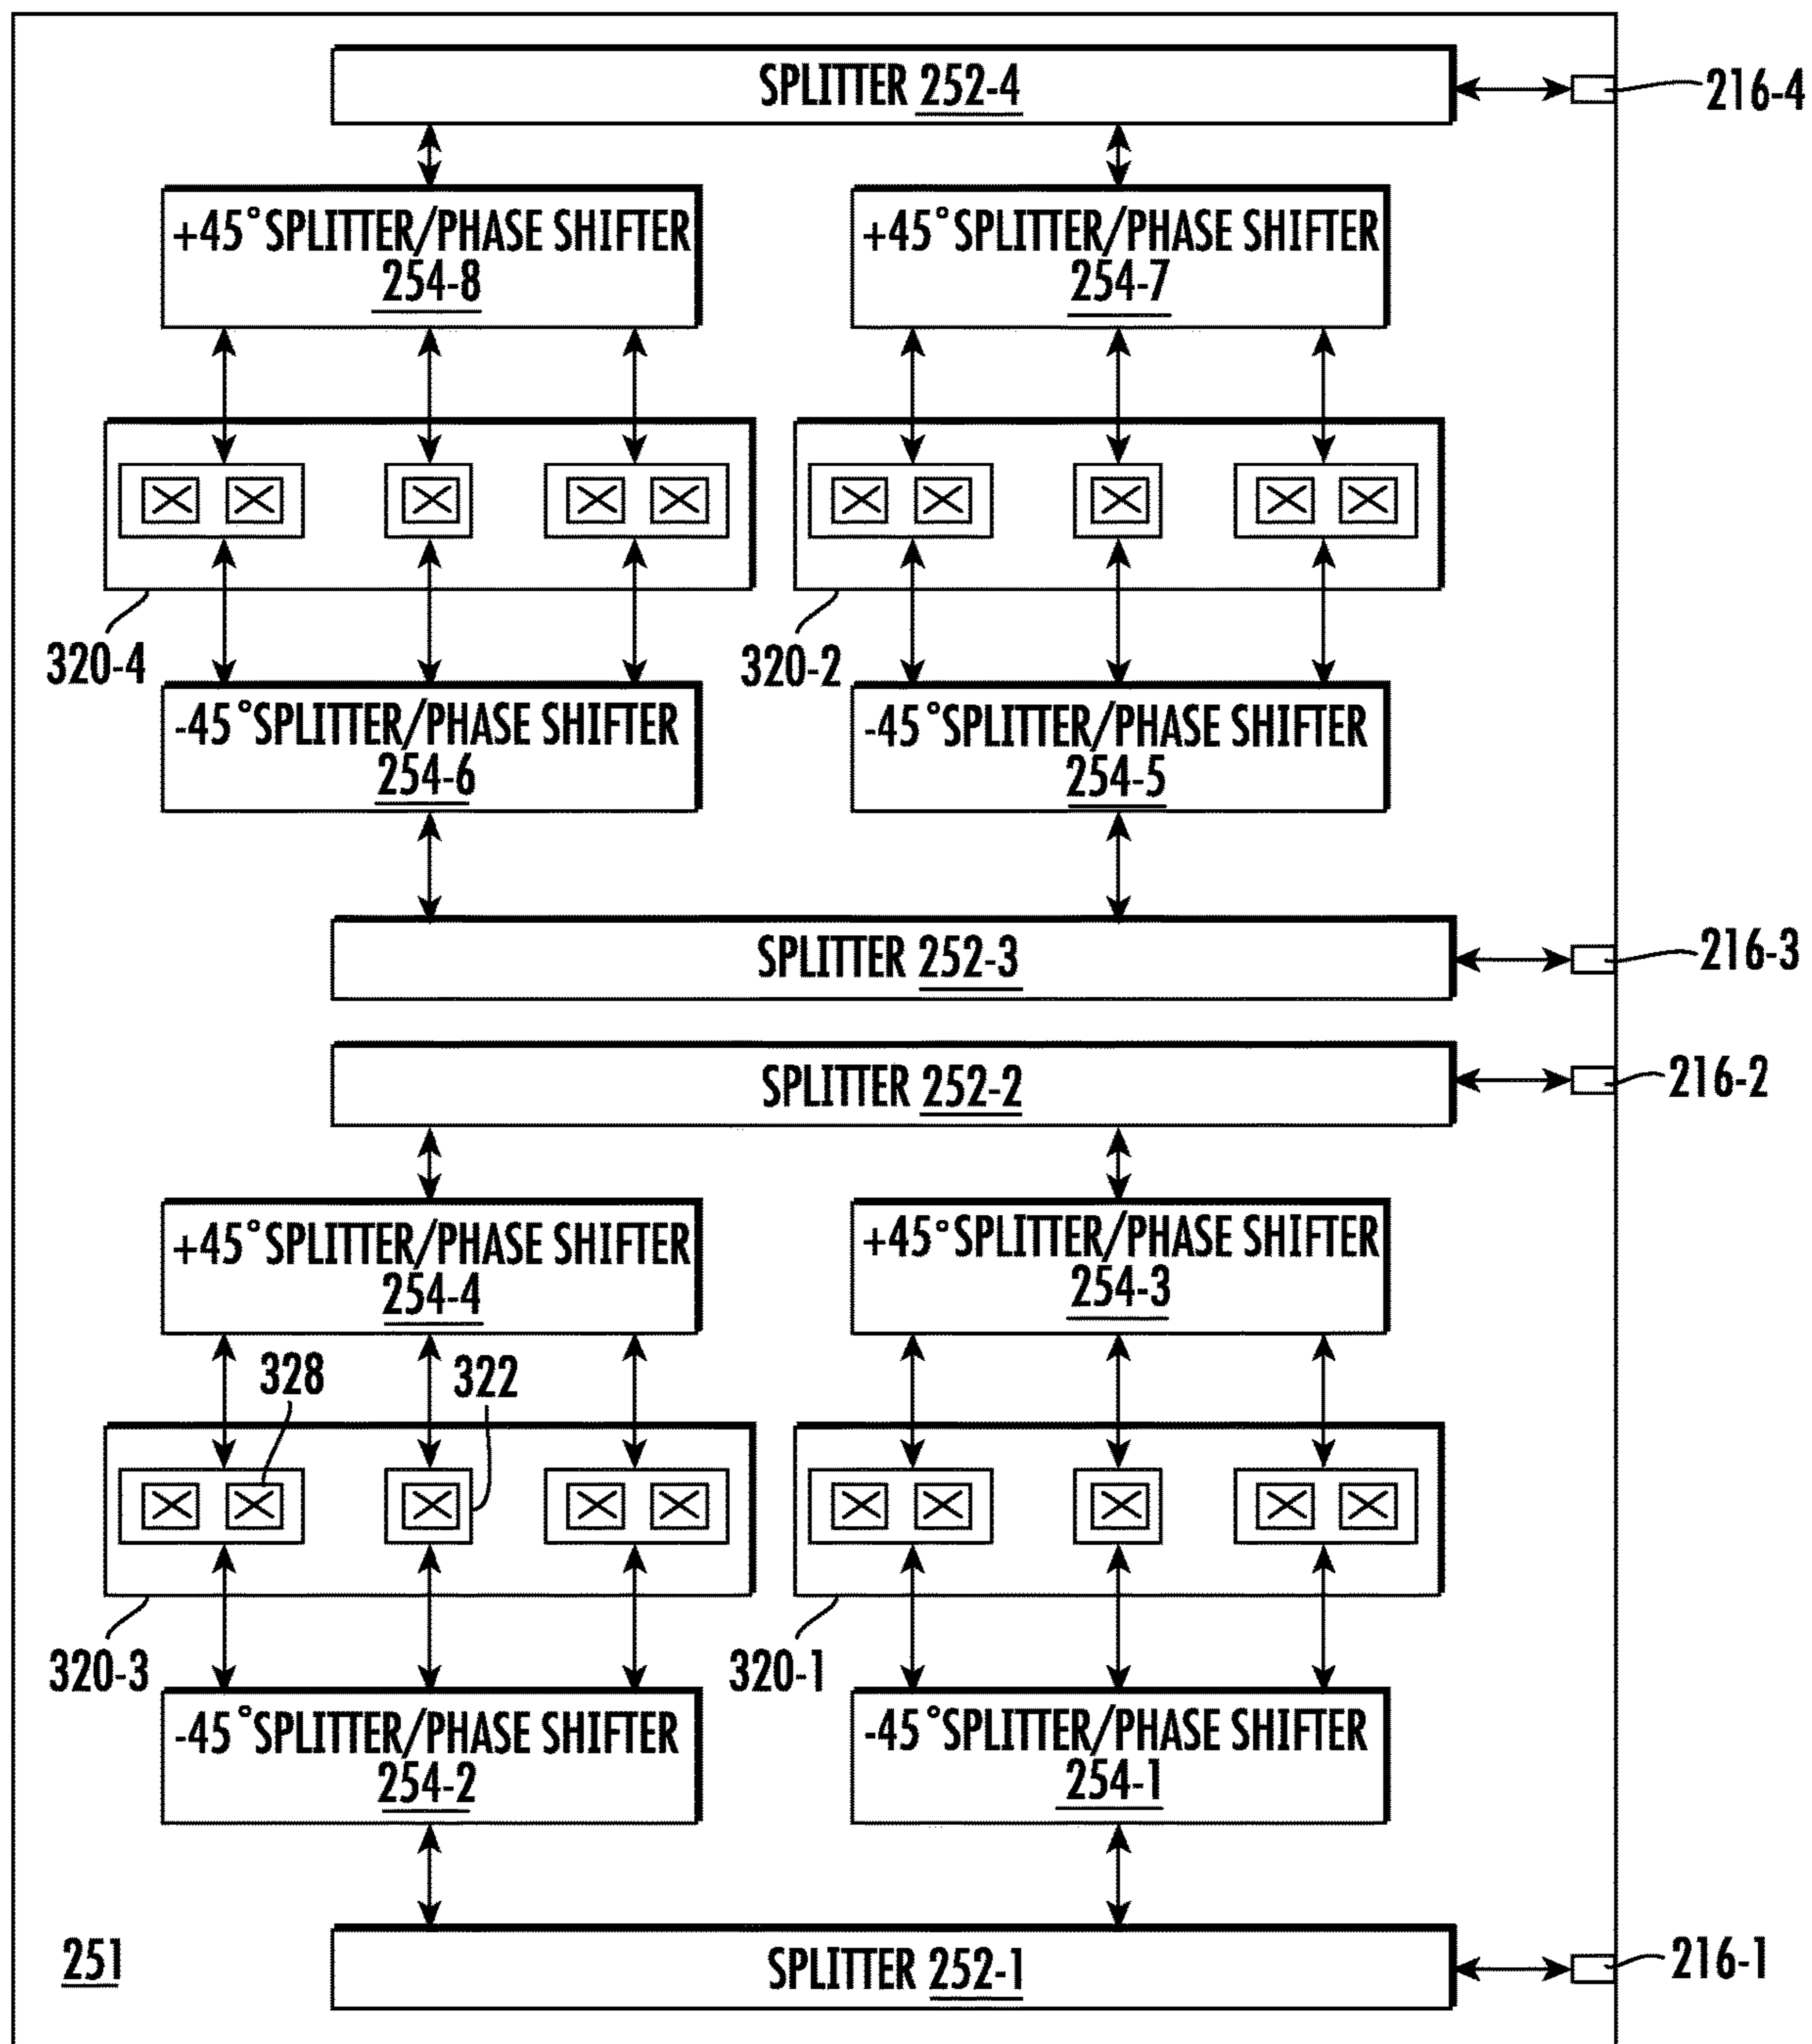 SPLITTER 252-4
216-4
+45°SPLITTER/PHASE SHIFTER
254-8
+45°SPLITTER/PHASE SHIFTER
254-7
320-4
320-2
-45°SPLITTER/PHASE SHIFTER
254-6
-45°SPLITTER/PHASE SHIFTER
254-5
SPLITTER 252-3
216-3
SPLITTER 252-2
216-2
+45°SPLITTER/PHASE SHIFTER
254-4
+45°SPLITTER/PHASE SHIFTER
254-3
328
322
320-3
320-1
-45°SPLITTER/PHASE SHIFTER
254-2
-45°SPLITTER/PHASE SHIFTER
254-1
251
SPLITTER 252-1
216-1